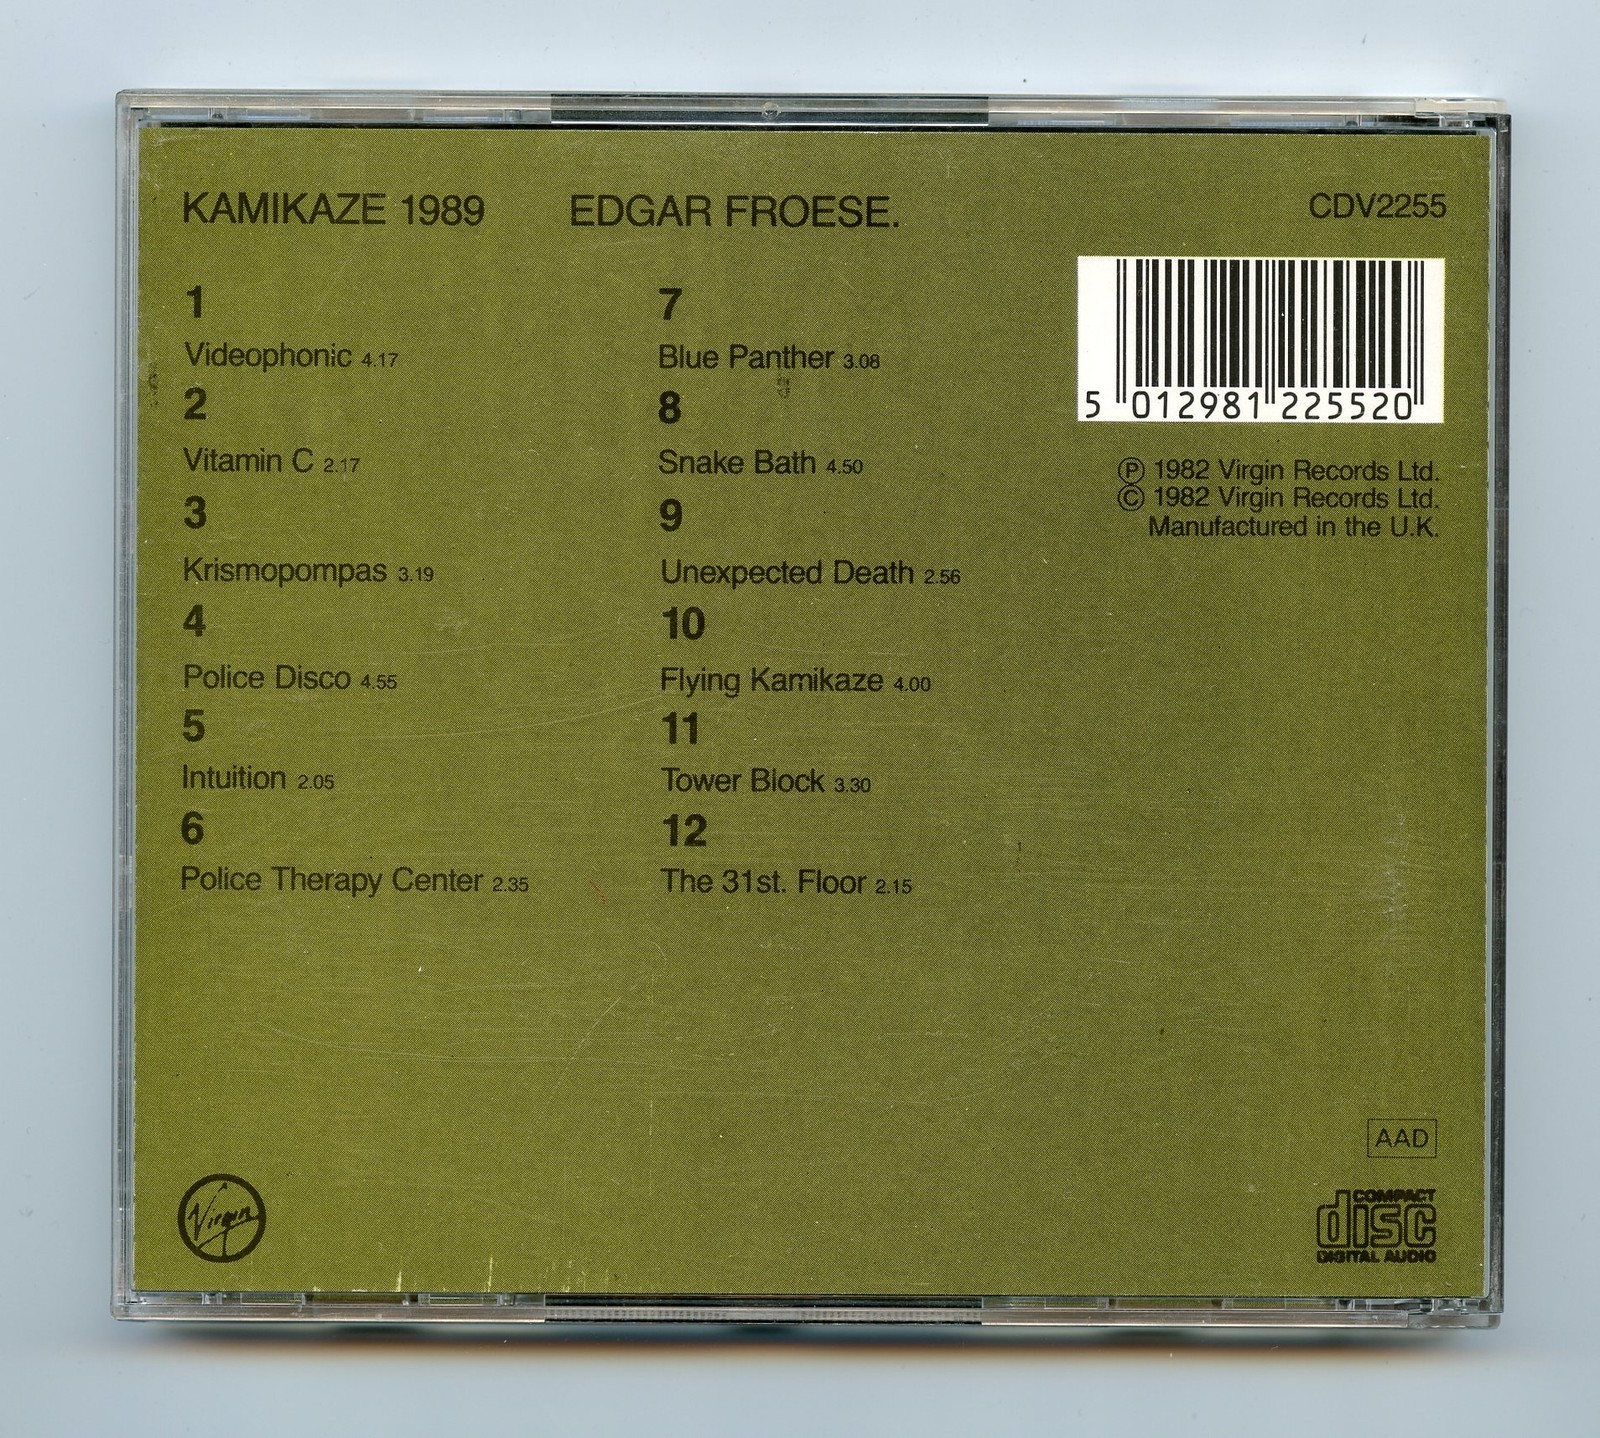 KAMIKAZE 1989 EDGAR FROESE.
CDV2255
1
Videophonic 4.17
2
Vitamin C 2.17
3
Krismopompas 3.19
4
Police Disco 4.55
5
Intuition 2.05
6
Police Therapy Center 2.35
7
Blue Panther 3.08
8
Snake Bath 4.50
9
Unexpected Death 2.56
10
Flying Kamikaze 4.00
11
Tower Block 3.30
12
The 31st. Floor 2.15
5 012981 225520
Ⓟ 1982 Virgin Records Ltd.
© 1982 Virgin Records Ltd.
Manufactured in the U.K.
AAD
Virgin
COMPACT
disc
DIGITAL AUDIO